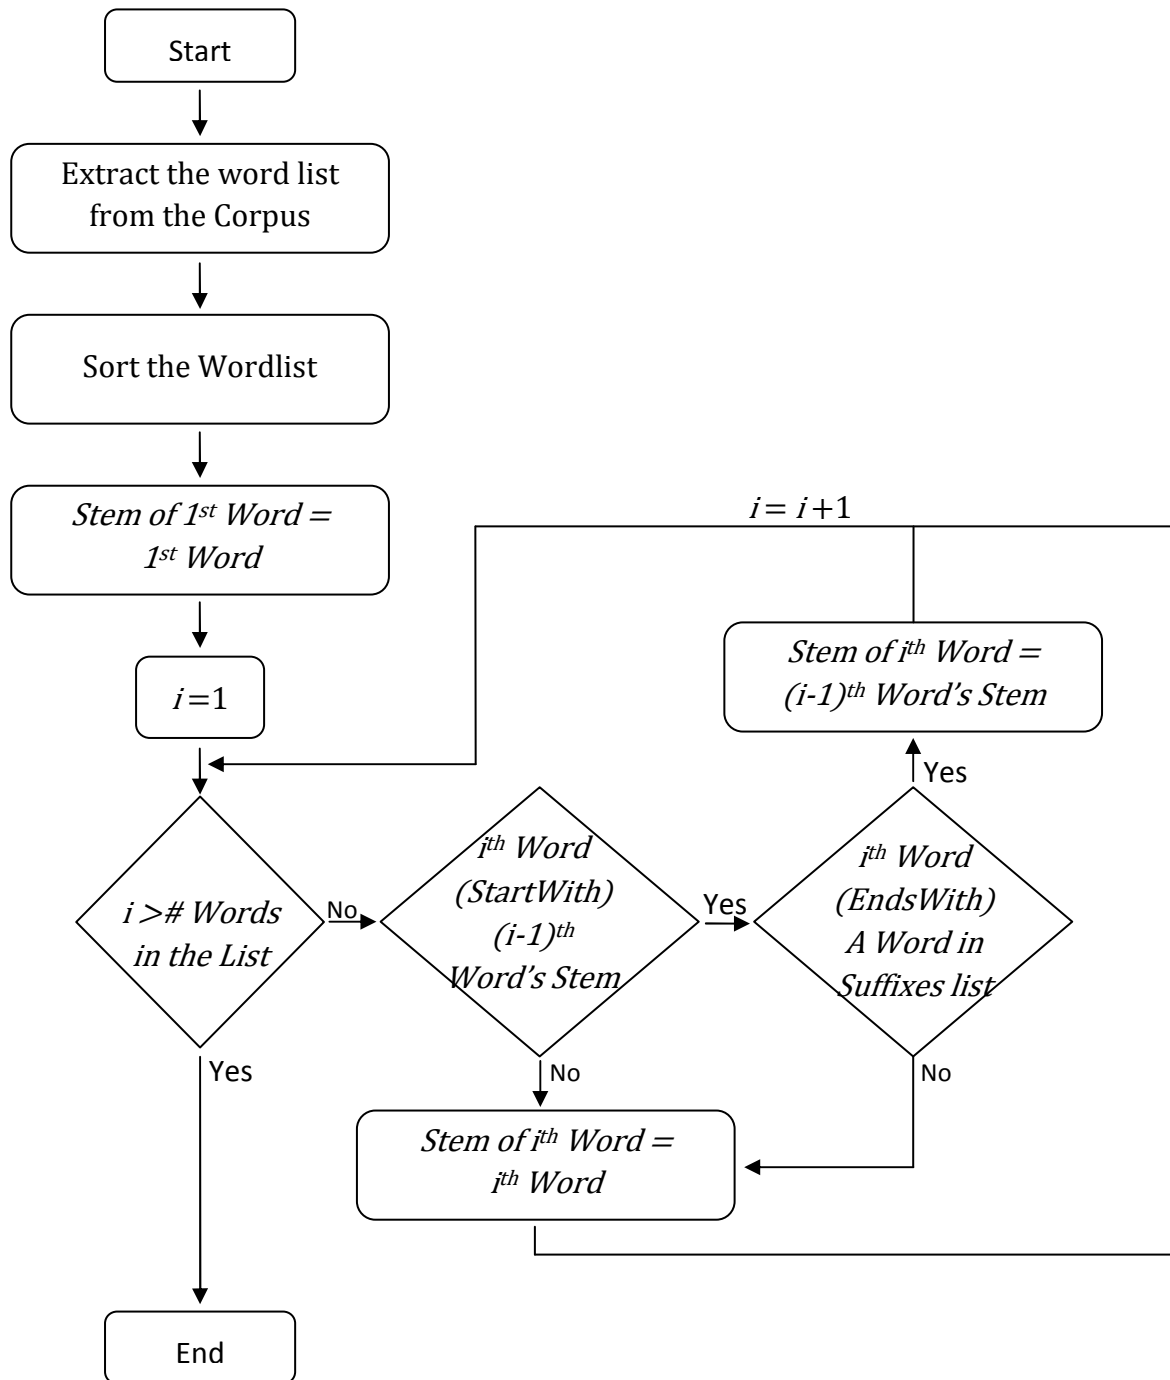 Start
Extract the word list
from the Corpus
Sort the Wordlist
Stem of 1st Word =
1st Word
i=1
i = i +1
Stem of ith Word =
(i-1)th Word's Stem
Yes
i ># Words
in the List
No
ith Word
(StartWith)
(i-1)th
Word's Stem
Yes
ith Word
(EndsWith)
A Word in
Suffixes list
Yes
No
No
Stem of ith Word =
ith Word
End